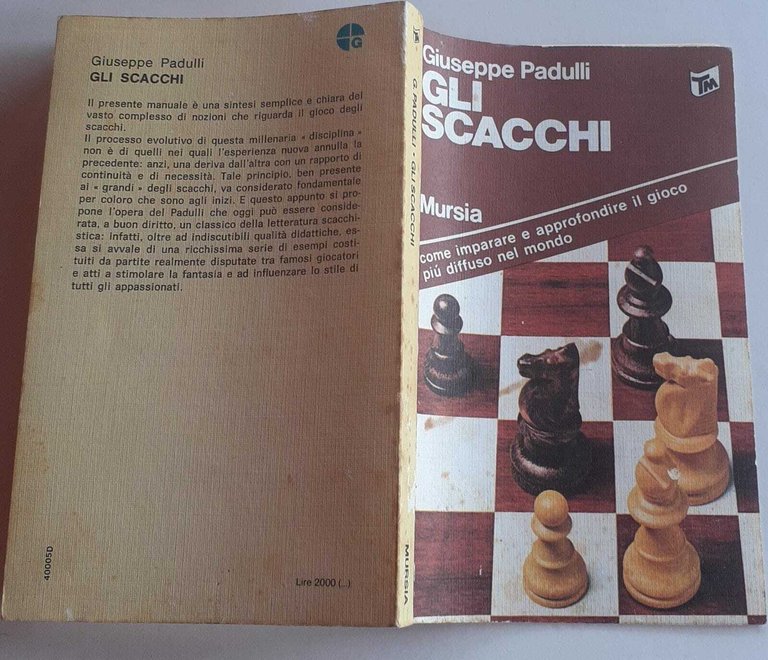 Giuseppe Padulli
GLI SCACCHI
G
Il presente manuale è una sintesi semplice e chiara del
vasto complesso di nozioni che riguarda il gioco degli
scacchi.
Il processo evolutivo di questa millenaria « disciplina »
non è di quelli nei quali l'esperienza nuova annulla la
precedente: anzi, una deriva dall'altra con un rapporto di
continuità e di necessità. Tale principio, ben presente
ai « grandi » degli scacchi, va considerato fondamentale
per coloro che sono agli inizi. E questo appunto si pro-
pone l'opera del Padulli che oggi può essere conside-
rata, a buon diritto, un classico della letteratura scacchi-
stica: infatti, oltre ad indiscutibili qualità didattiche, es-
sa si avvale di una ricchissima serie di esempi costi-
tuiti da partite realmente disputate tra famosi giocatori
e atti a stimolare la fantasia e ad influenzare lo stile di
tutti gli appassionati.
40005D
Lire 2000 (...)
G. PADULLI - GLI SCACCHI
MURSIA
Giuseppe Padulli
GLI
SCACCHI
TM
Mursia
come imparare e approfondire il gioco
più diffuso nel mondo